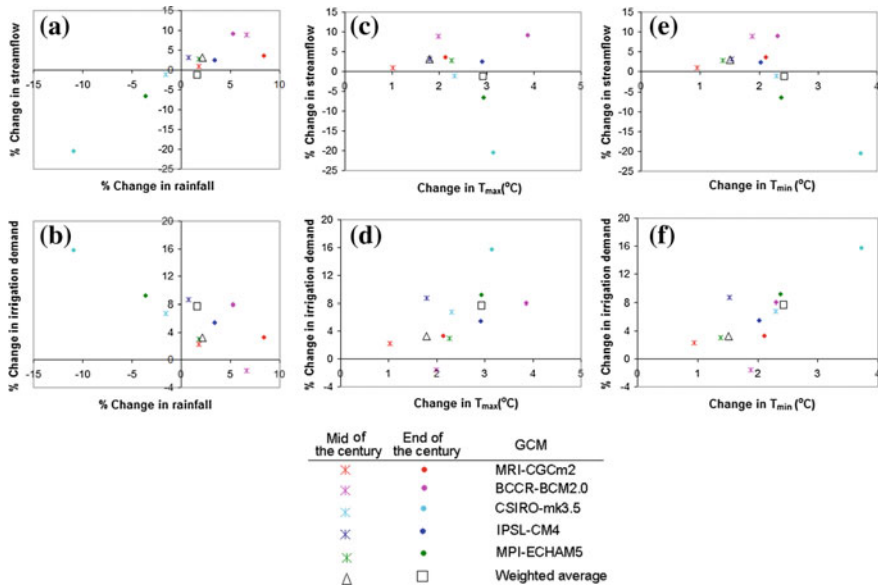 (a)
% Change in streamflow
15
10
5
0
-5
-10
-15
-20
-25
-15 -10 -5 0 5 10
% Change in rainfall
(c)
% Change in streamflow
15
10
5
0
-5
-10
-15
-20
-25
0 1 2 3 4
Change in Tmax(ºC)
(e)
% Change in streamflow
15
10
5
0
-5
-10
-15
-20
-25
0 1 2 3 4
Change in Tmin (ºC)
(b)
% Change in irrigation demand
20
16
12
8
4
0
4
-15 -10 -5 0 5 10
% Change in rainfall
(d)
% Change in irrigation demand
20
16
12
8
4
0
4
0 1 2 3 4
Change in Tmax(ºC)
(f)
% Change in irrigation demand
20
16
12
8
4
0
4
0 1 2 3 4
Change in Tmin (ºC)
Mid of the century
End of the century
GCM
MRI-CGCm2
BCCR-BCM2.0
CSIRO-mk3.5
IPSL-CM4
MPI-ECHAM5
Weighted average